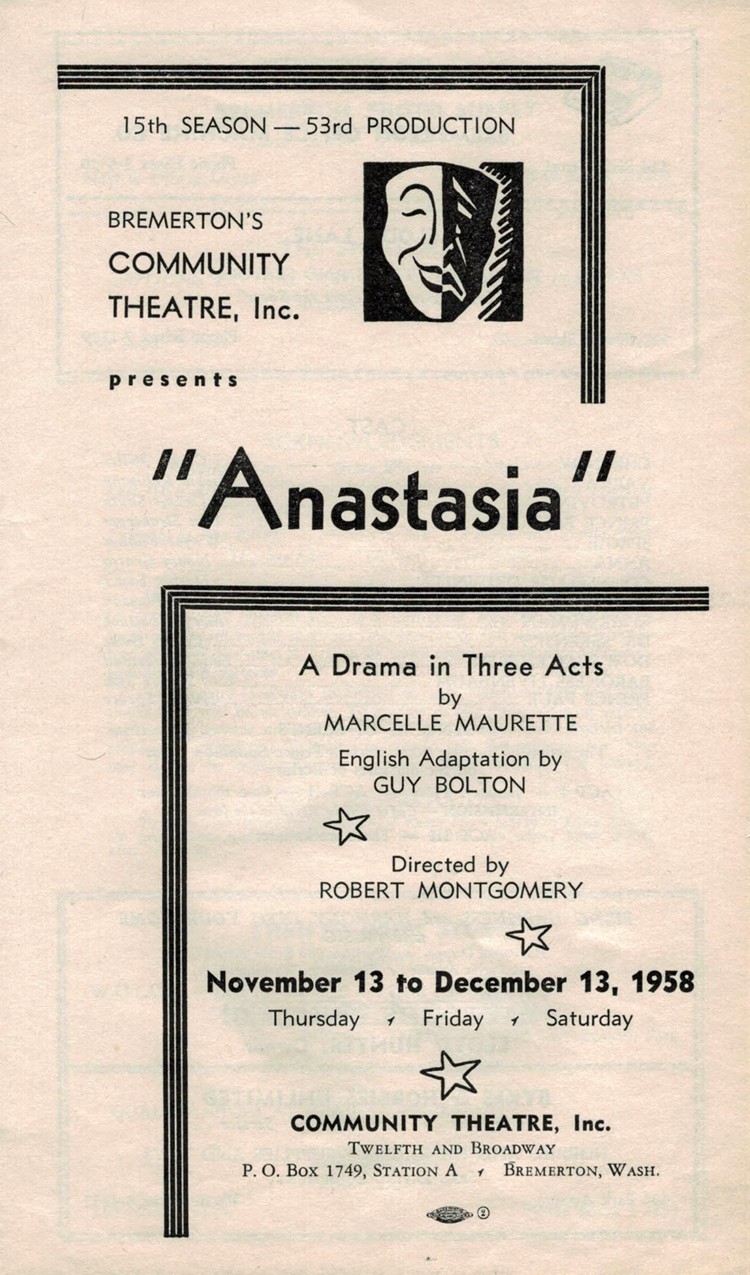 15th SEASON — 53rd PRODUCTION
BREMERTON'S
COMMUNITY
THEATRE, Inc.
presents
"Anastasia"
A Drama in Three Acts
by
MARCELLE MAURETTE
English Adaptation by
GUY BOLTON
Directed by
ROBERT MONTGOMERY
November 13 to December 13, 1958
Thursday Friday Saturday
COMMUNITY THEATRE, Inc.
TWELFTH AND BROADWAY
P. O. BOX 1749, STATION A BREMERTON, WASH.
2